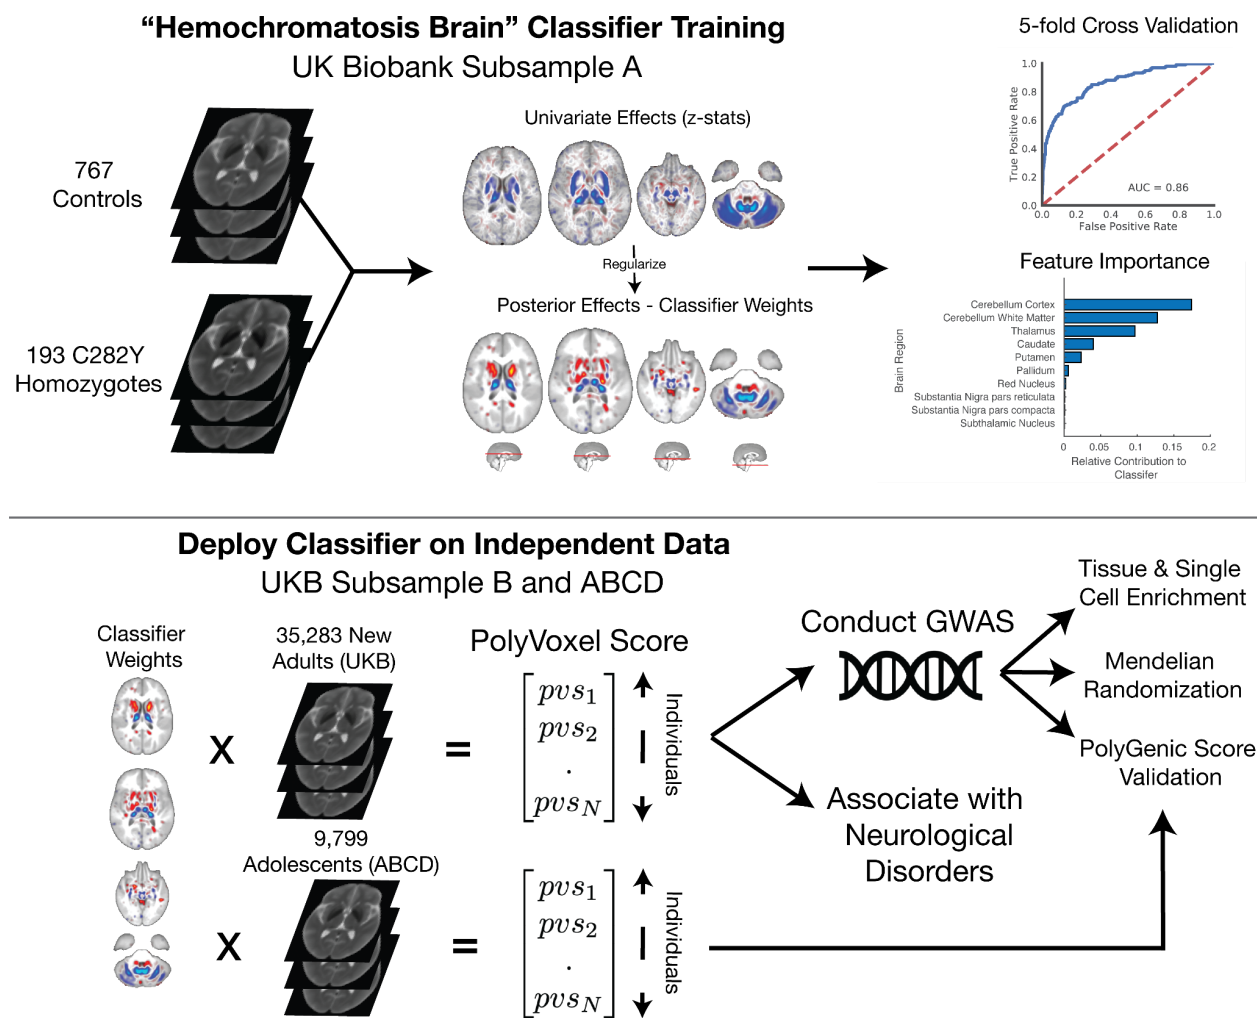 “Hemochromatosis Brain” Classifier Training
UK Biobank Subsample A
767
Controls
193 C282Y
Homozygotes
Univariate Effects (z-stats)
Regularize
Posterior Effects - Classifier Weights
5-fold Cross Validation
True Positive Rate
1.0
0.8
0.6
0.4
0.2
0.0
AUC = 0.86
0.0 0.2 0.4 0.6 0.8 1.0
False Positive Rate
Feature Importance
Brain Region
Cerebellum Cortex
Cerebellum White Matter
Thalamus
Caudate
Putamen
Pallidum
Red Nucleus
Substantia Nigra pars reticulata
Substantia Nigra pars compacta
Subthalamic Nucleus
0 0.05 0.1 0.15 0.2
Relative Contribution to
Classifer
Deploy Classifier on Independent Data
UKB Subsample B and ABCD
Classifier
Weights
35,283 New
Adults (UKB)
X
=
PolyVoxel Score
pvs1
pvs2
.
pvsN
Individuals
9,799
Adolescents (ABCD)
X
=
pvs1
pvs2
.
pvsN
Individuals
Conduct GWAS
Associate with
Neurological
Disorders
Tissue & Single
Cell Enrichment
Mendelian
Randomization
PolyGenic Score
Validation